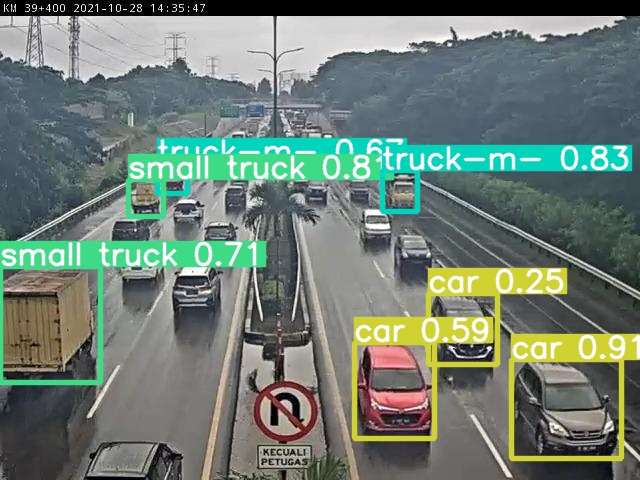 KM 39+400 2021-10-28 14:35:47
truck-m- 0.67
truck-m- 0.83
small truck 0.8
small truck 0.71
car 0.25
car 0.59
car 0.91
KECUALI
PETUGAS